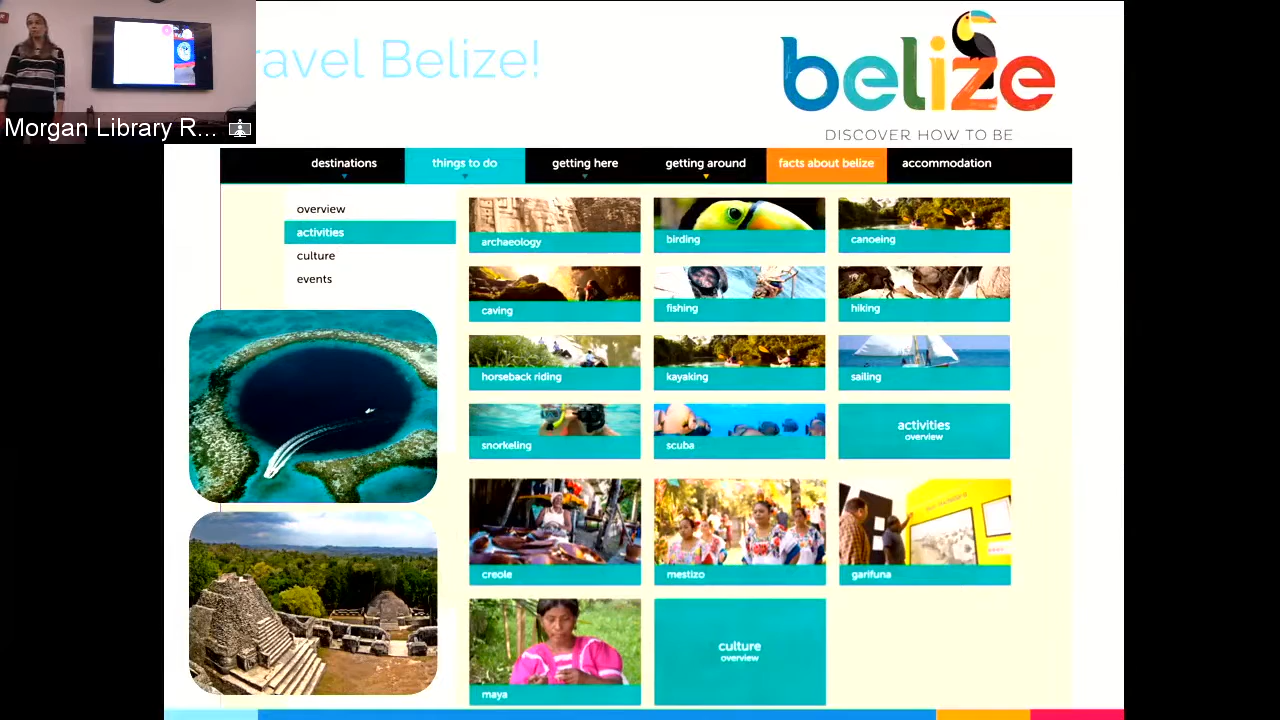 ravel Belize!
belize
DISCOVER HOW TO BE
Morgan Library R...
destinations
things to do
getting here
getting around
facts about belize
accommodation
overview
activities
culture
events
archaeology
birding
canoeing
caving
fishing
hiking
horseback riding
kayaking
sailing
snorkeling
scuba
activities
overview
creole
mestizo
garifuna
maya
culture
overview